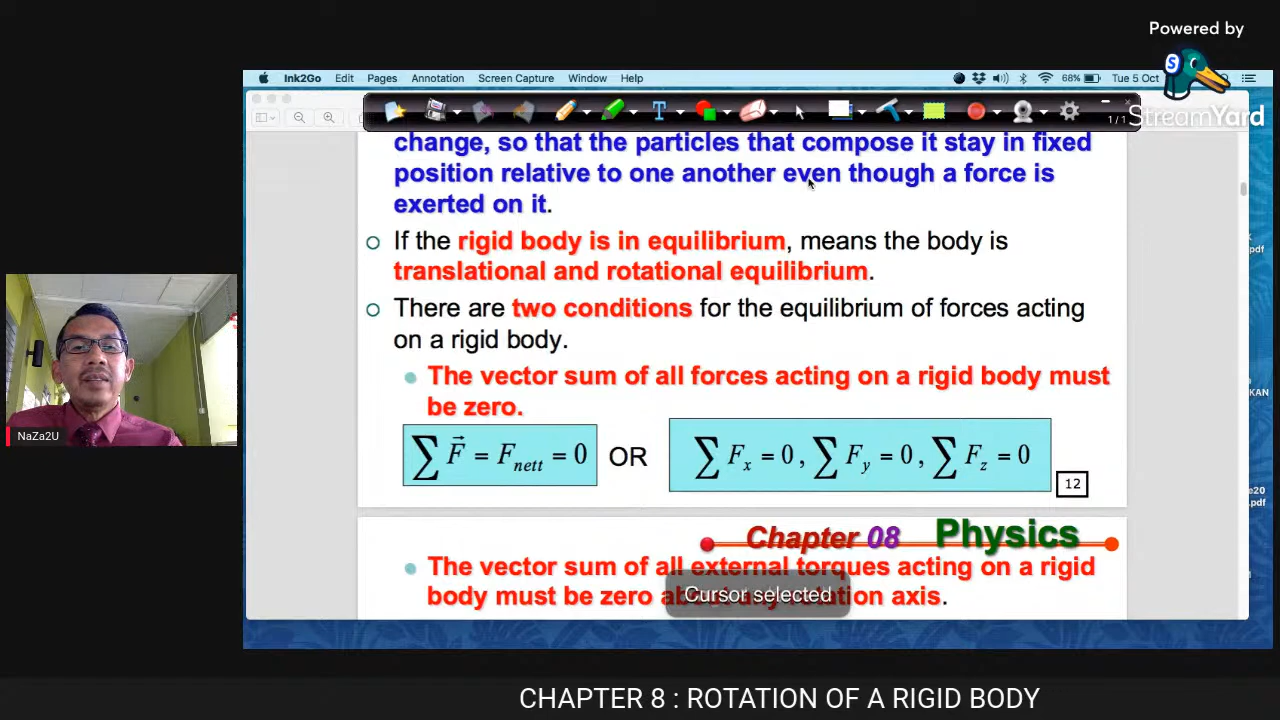 Powered by
S
StreamYard
Ink2Go Edit Pages Annotation Screen Capture Window Help 68% Tue 5 Oct
T
1/1
change, so that the particles that compose it stay in fixed
position relative to one another even though a force is
exerted on it.
If the rigid body is in equilibrium, means the body is
translational and rotational equilibrium.
There are two conditions for the equilibrium of forces acting
on a rigid body.
The vector sum of all forces acting on a rigid body must
be zero.
∑ F⃗ = Fnett = 0 OR ∑ Fx = 0 , ∑ Fy = 0 , ∑ Fz = 0
12
Chapter 08 Physics
The vector sum of all external torques acting on a rigid
body must be zero about any rotation axis.
Cursor selected
NaZa2U
K
.pdf
KAN
e20
.pdf
CHAPTER 8 : ROTATION OF A RIGID BODY